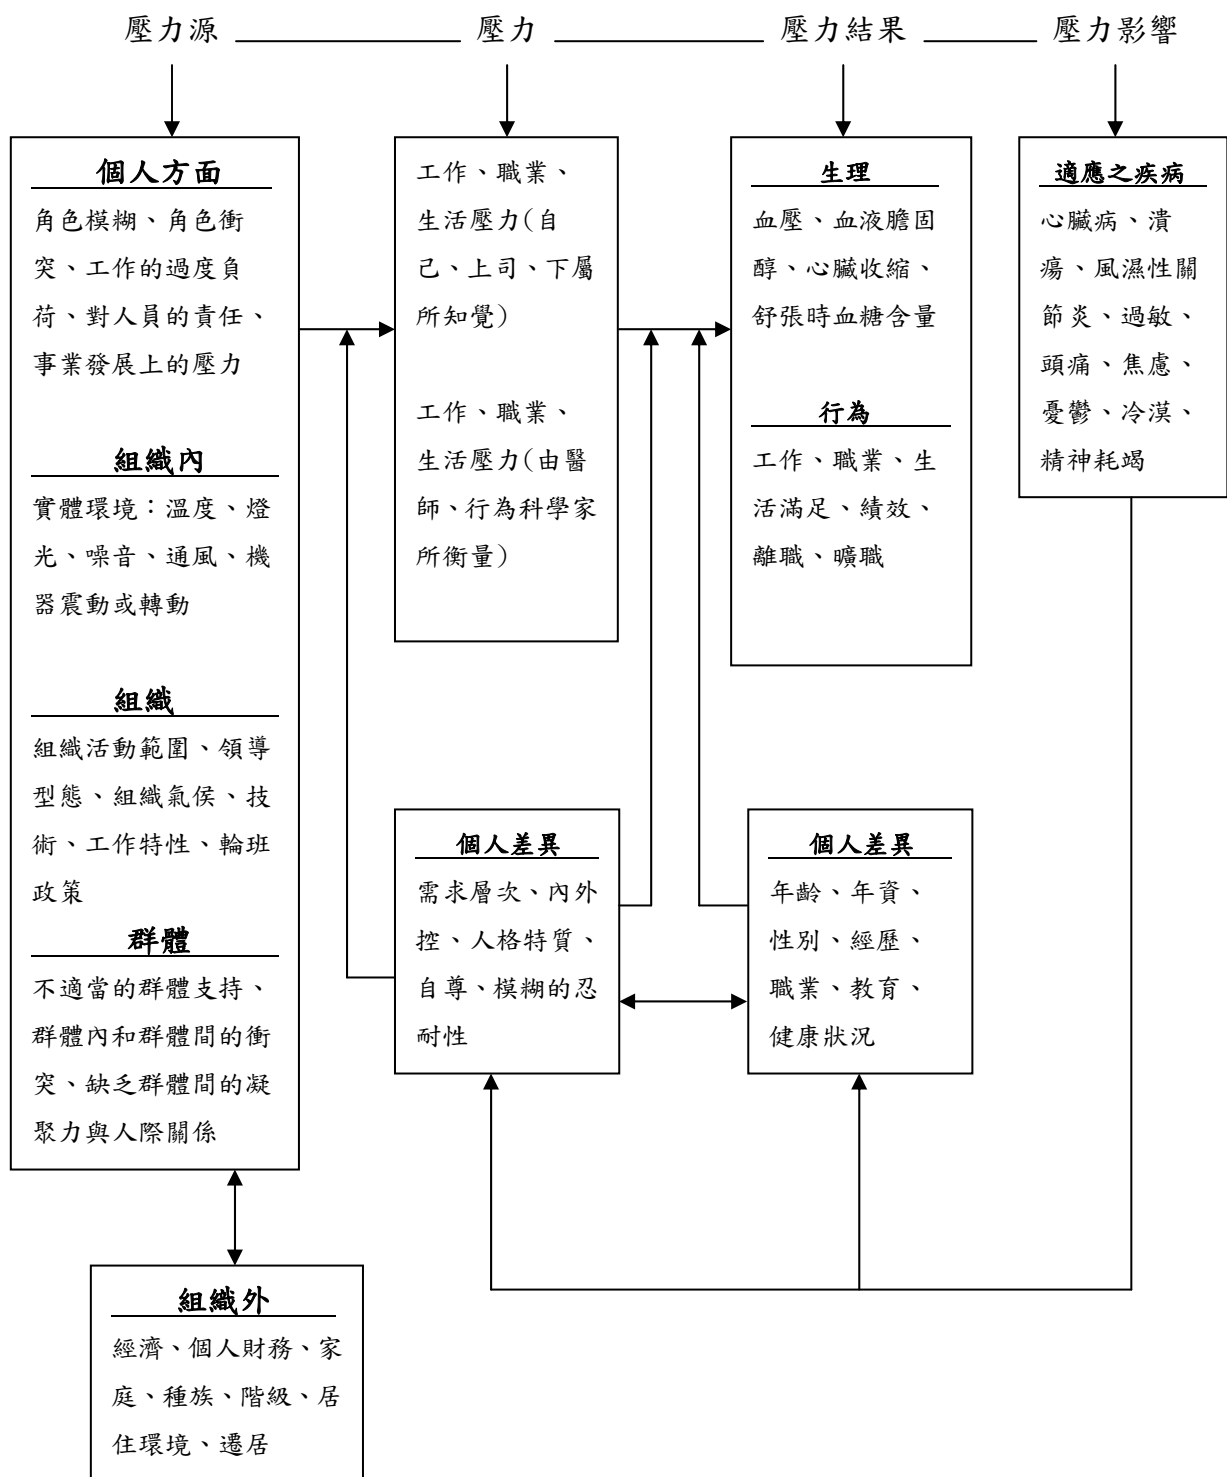 壓力源 壓力 壓力結果 壓力影響
個人方面
角色模糊、角色衝
突、工作的過度負
荷、對人員的責任、
事業發展上的壓力
組織內
實體環境：溫度、燈
光、噪音、通風、機
器震動或轉動
組織
組織活動範圍、領導
型態、組織氣侯、技
術、工作特性、輪班
政策
群體
不適當的群體支持、
群體內和群體間的衝
突、缺乏群體間的凝
聚力與人際關係
組織外
經濟、個人財務、家
庭、種族、階級、居
住環境、遷居
工作、職業、
生活壓力(自
己、上司、下屬
所知覺)
工作、職業、
生活壓力(由醫
師、行為科學家
所衡量)
生理
血壓、血液膽固
醇、心臟收縮、
舒張時血糖含量
行為
工作、職業、生
活滿足、績效、
離職、曠職
適應之疾病
心臟病、潰
瘍、風濕性關
節炎、過敏、
頭痛、焦慮、
憂鬱、冷漠、
精神耗竭
個人差異
需求層次、內外
控、人格特質、
自尊、模糊的忍
耐性
個人差異
年齡、年資、
性別、經歷、
職業、教育、
健康狀況